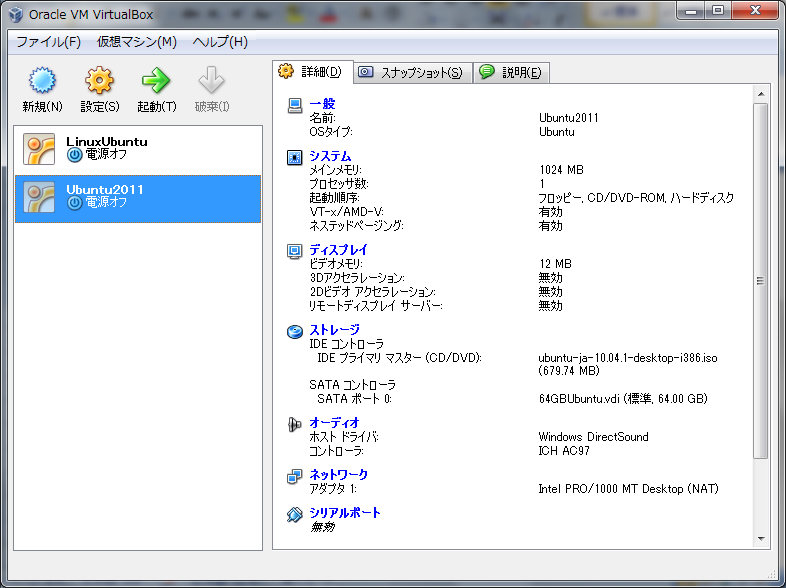 Oracle VM VirtualBox
ファイル(F) 仮想マシン(M) ヘルプ(H)
新規(N) 設定(S) 起動(T) 破棄(I)
LinuxUbuntu
電源オフ
Ubuntu2011
電源オフ
詳細(D) スナップショット(S) 説明(E)
一般
名前: Ubuntu2011
OSタイプ: Ubuntu
システム
メインメモリ: 1024 MB
プロセッサ数: 1
起動順序: フロッピー, CD/DVD-ROM, ハードディスク
VT-x/AMD-V: 有効
ネステッドページング: 有効
ディスプレイ
ビデオメモリ: 12 MB
3Dアクセラレーション: 無効
2Dビデオ アクセラレーション: 無効
リモートディスプレイ サーバー: 無効
ストレージ
IDE コントローラ
IDE プライマリ マスター (CD/DVD): ubuntu-ja-10.04.1-desktop-i386.iso
(679.74 MB)
SATA コントローラ
SATA ポート 0: 64GBUbuntu.vdi (標準, 64.00 GB)
オーディオ
ホスト ドライバ: Windows DirectSound
コントローラ: ICH AC97
ネットワーク
アダプタ 1: Intel PRO/1000 MT Desktop (NAT)
シリアルポート
無効